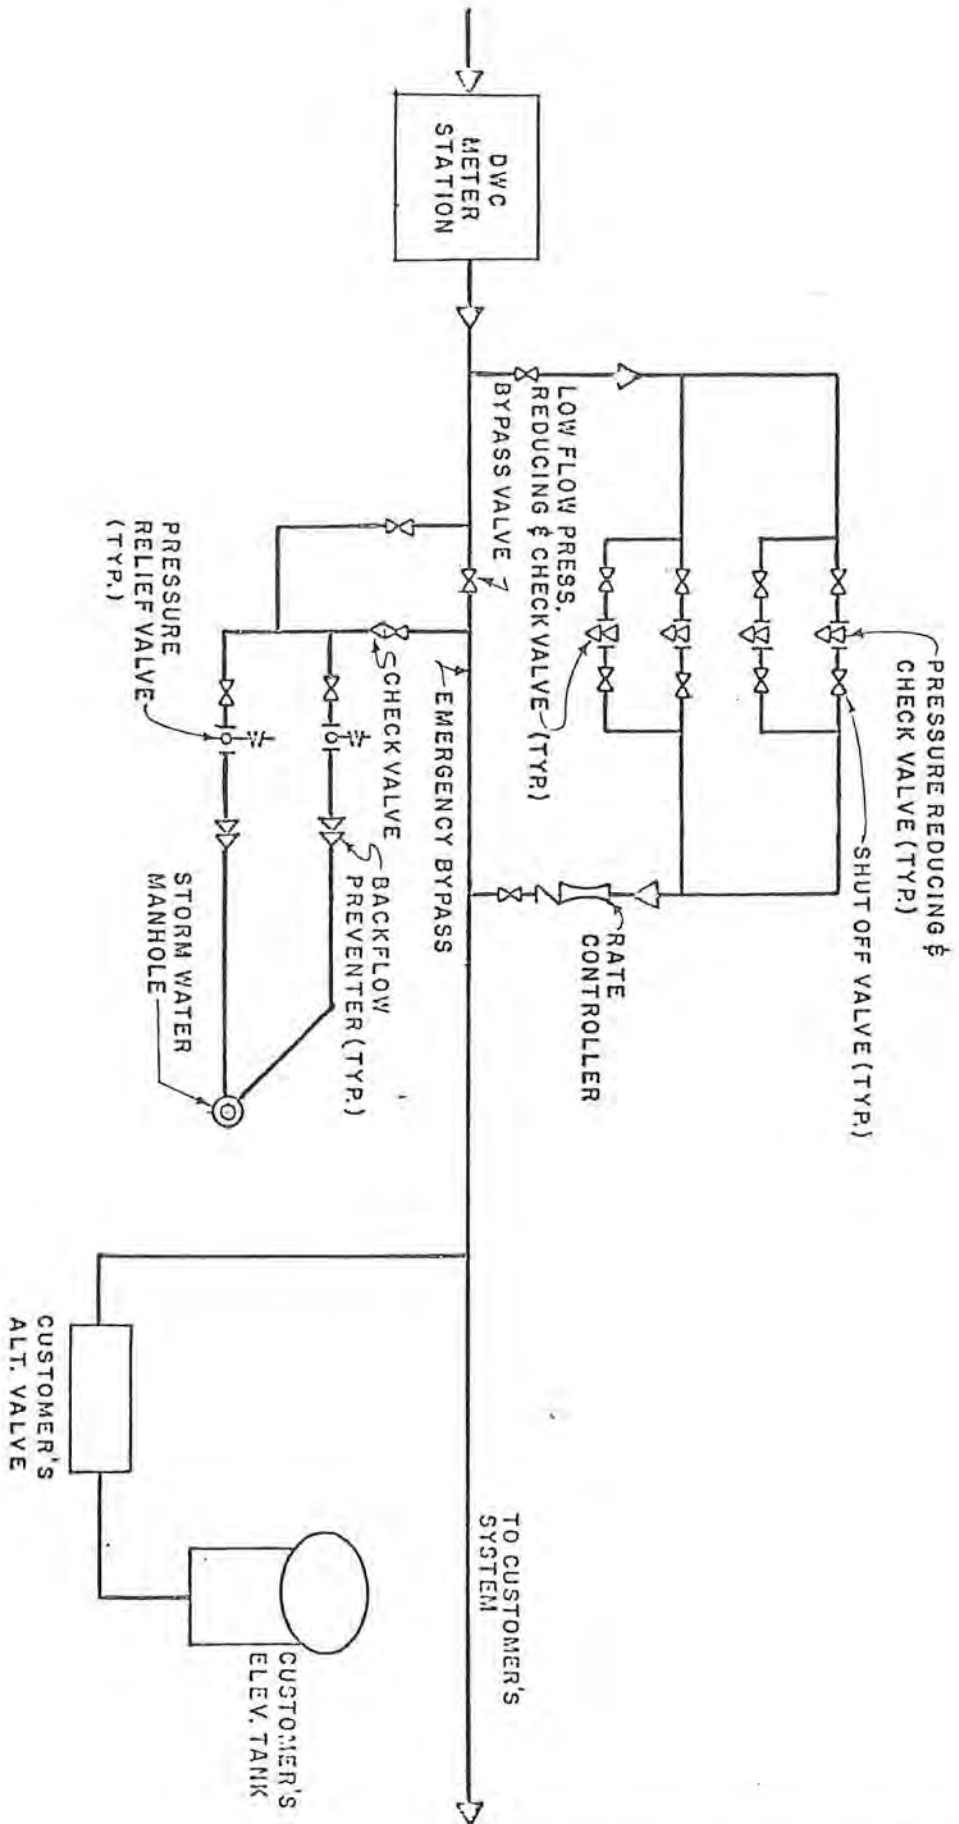 DWC
METER
STATION
PRESSURE REDUCING &
CHECK VALVE (TYP.)
SHUT OFF VALVE (TYP.)
LOW FLOW PRESS.
REDUCING & CHECK VALVE (TYP.)
BYPASS VALVE
RATE
CONTROLLER
EMERGENCY BYPASS
CHECK VALVE
BACKFLOW
PREVENTER (TYP.)
PRESSURE
RELIEF VALVE
(TYP.)
STORM WATER
MANHOLE
TO CUSTOMER'S
SYSTEM
CUSTOMER'S
ELEV. TANK
CUSTOMER'S
ALT. VALVE